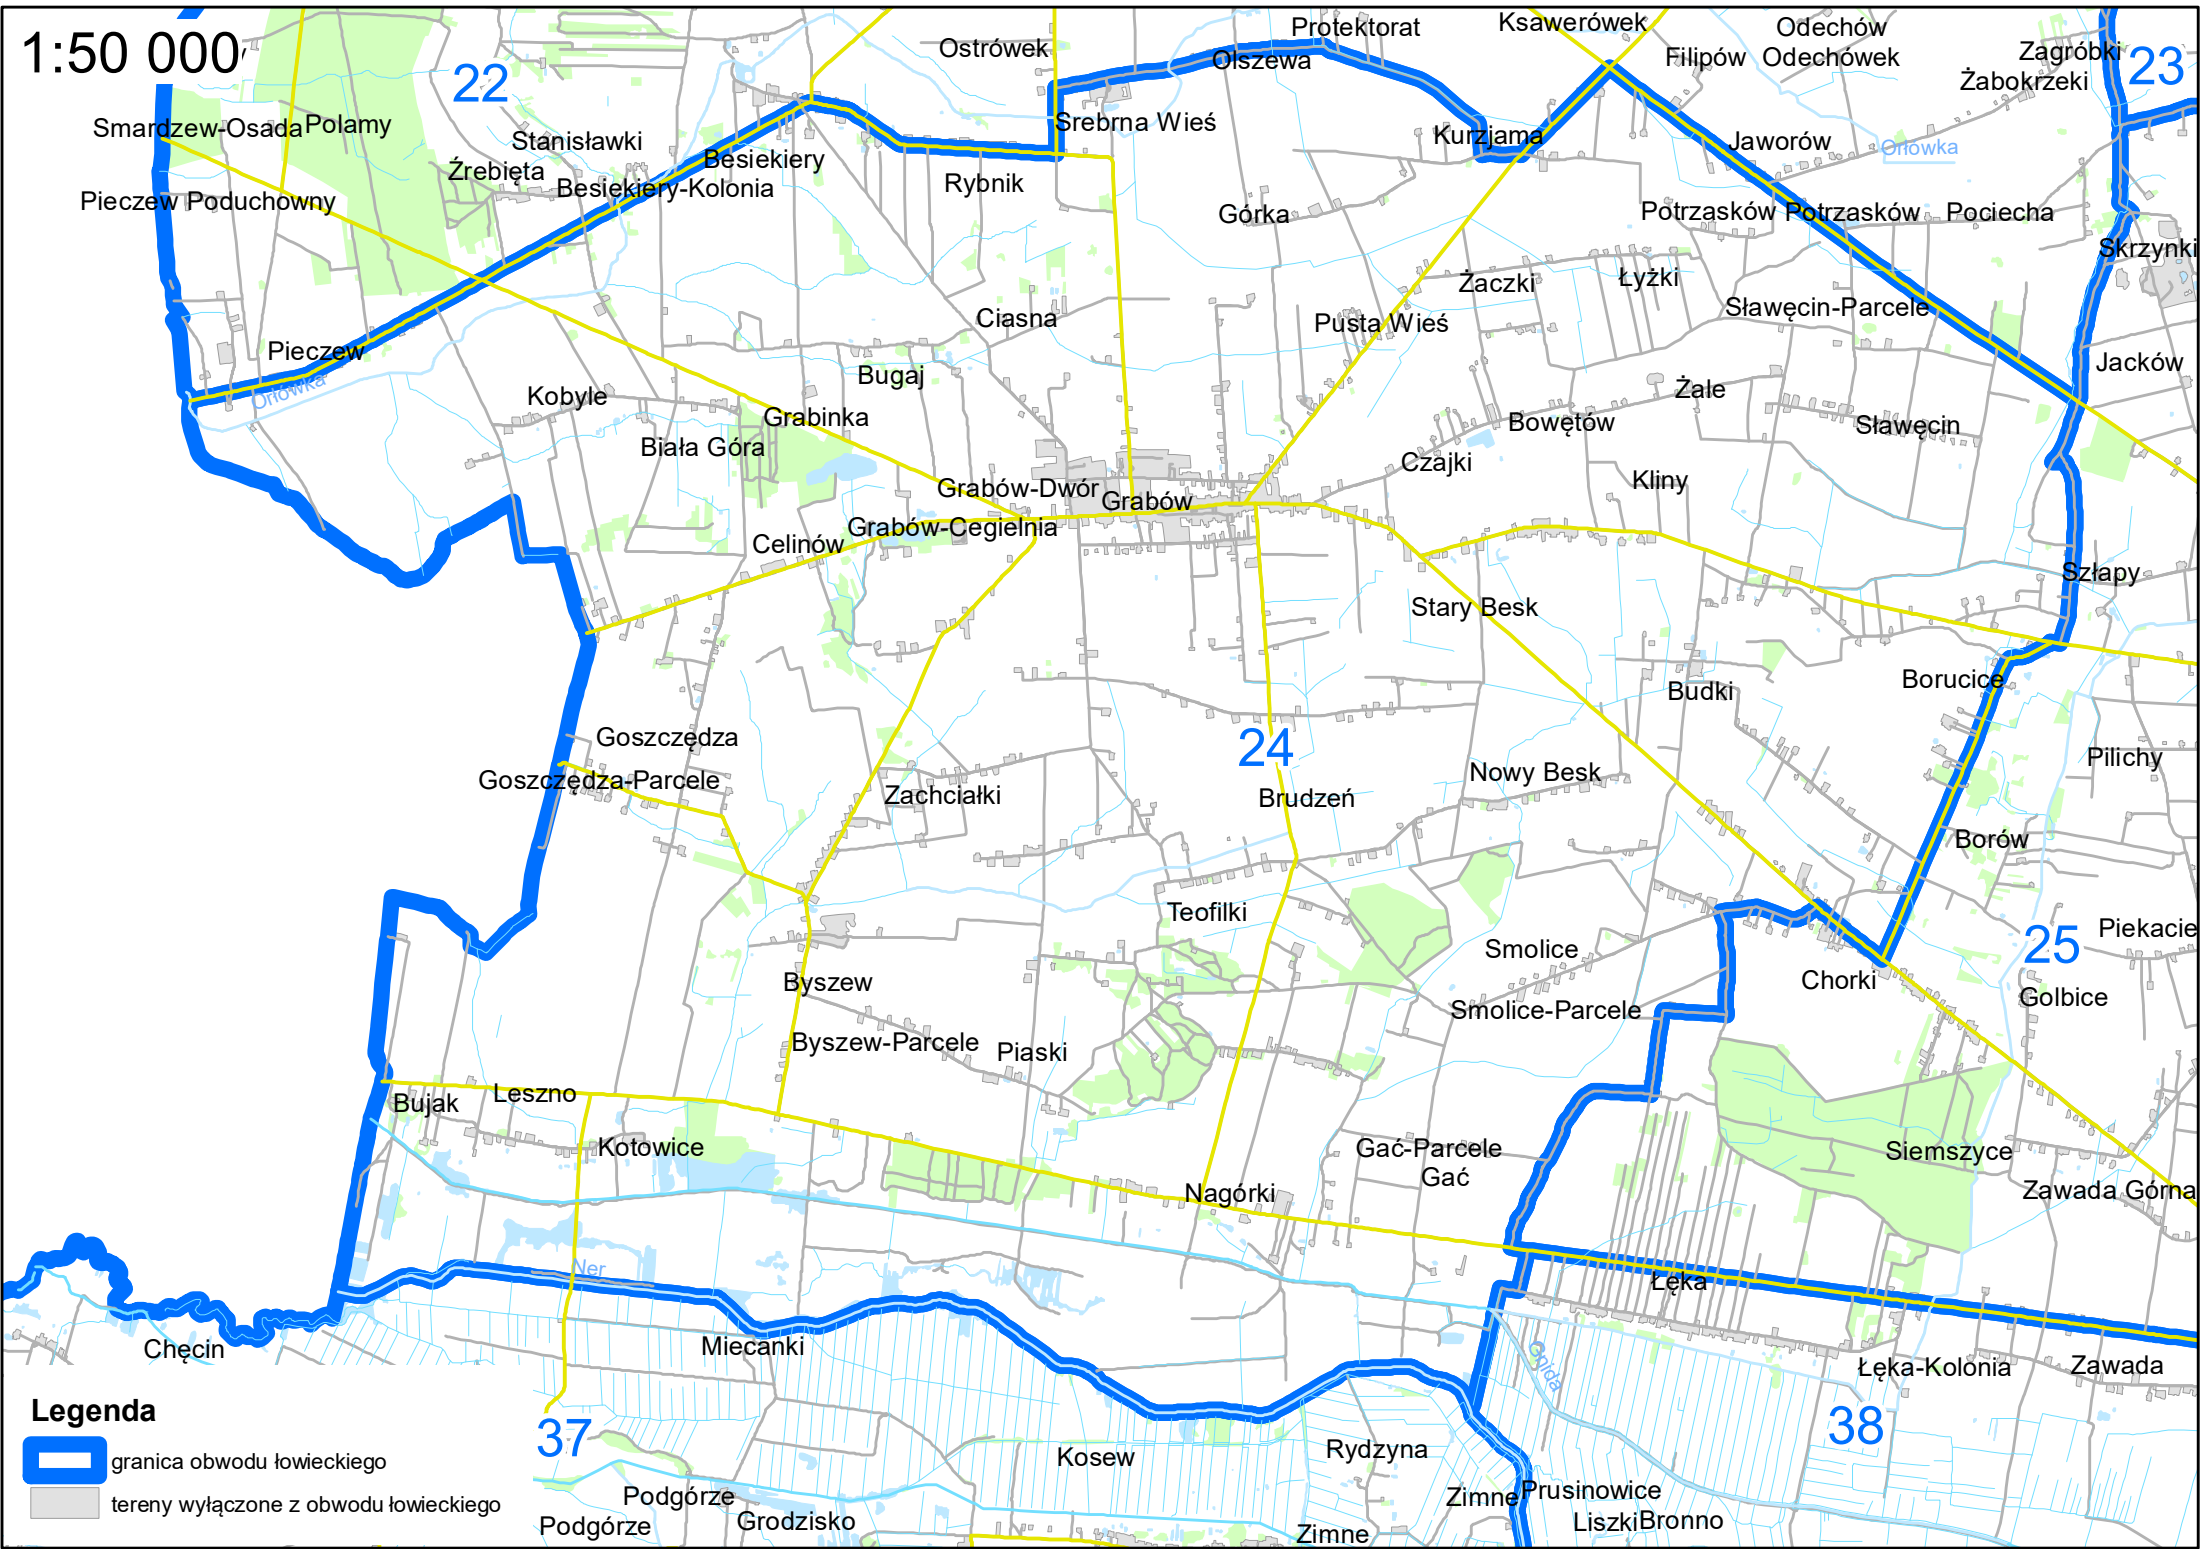 1:50 000
Ostrówek
Protektorat
Ksawerówek
Odechów
Olszewa
Filipów
Odechówek
Zagróbki
23
22
Żabokrzeki
Smardzew-Osada
Polamy
Stanisławki
Srebrna Wieś
Kurzjama
Jaworów
Orłówka
Źrebięta
Besiekiery
Besiekiery-Kolonia
Rybnik
Pieczew Poduchowny
Górka
Potrzasków
Potrzasków
Pociecha
Skrzynki
Żaczki
Łyżki
Ciasna
Pusta Wieś
Sławęcin-Parcele
Pieczew
Orłówka
Bugaj
Jacków
Kobyle
Żale
Grabinka
Bowętów
Sławęcin
Biała Góra
Czajki
Kliny
Grabów-Dwór
Grabów
Grabów-Cegielnia
Celinów
Szłapy
Stary Besk
Borucice
Budki
Goszczędza
24
Pilichy
Goszczędza-Parcele
Zachciałki
Nowy Besk
Brudzeń
Borów
Teofilki
Piekacie
Smolice
25
Byszew
Chorki
Golbice
Smolice-Parcele
Byszew-Parcele
Piaski
Leszno
Bujak
Kotowice
Gać-Parcele
Gać
Siemszyce
Nagórki
Zawada Górna
Ner
Łęka
Chęcin
Miecanki
Gnida
Łęka-Kolonia
Zawada
Legenda
37
38
granica obwodu łowieckiego
Kosew
Rydzyna
tereny wyłączone z obwodu łowieckiego
Podgórze
Zimne
Prusinowice
Podgórze
Grodzisko
Zimne
Liszki
Bronno